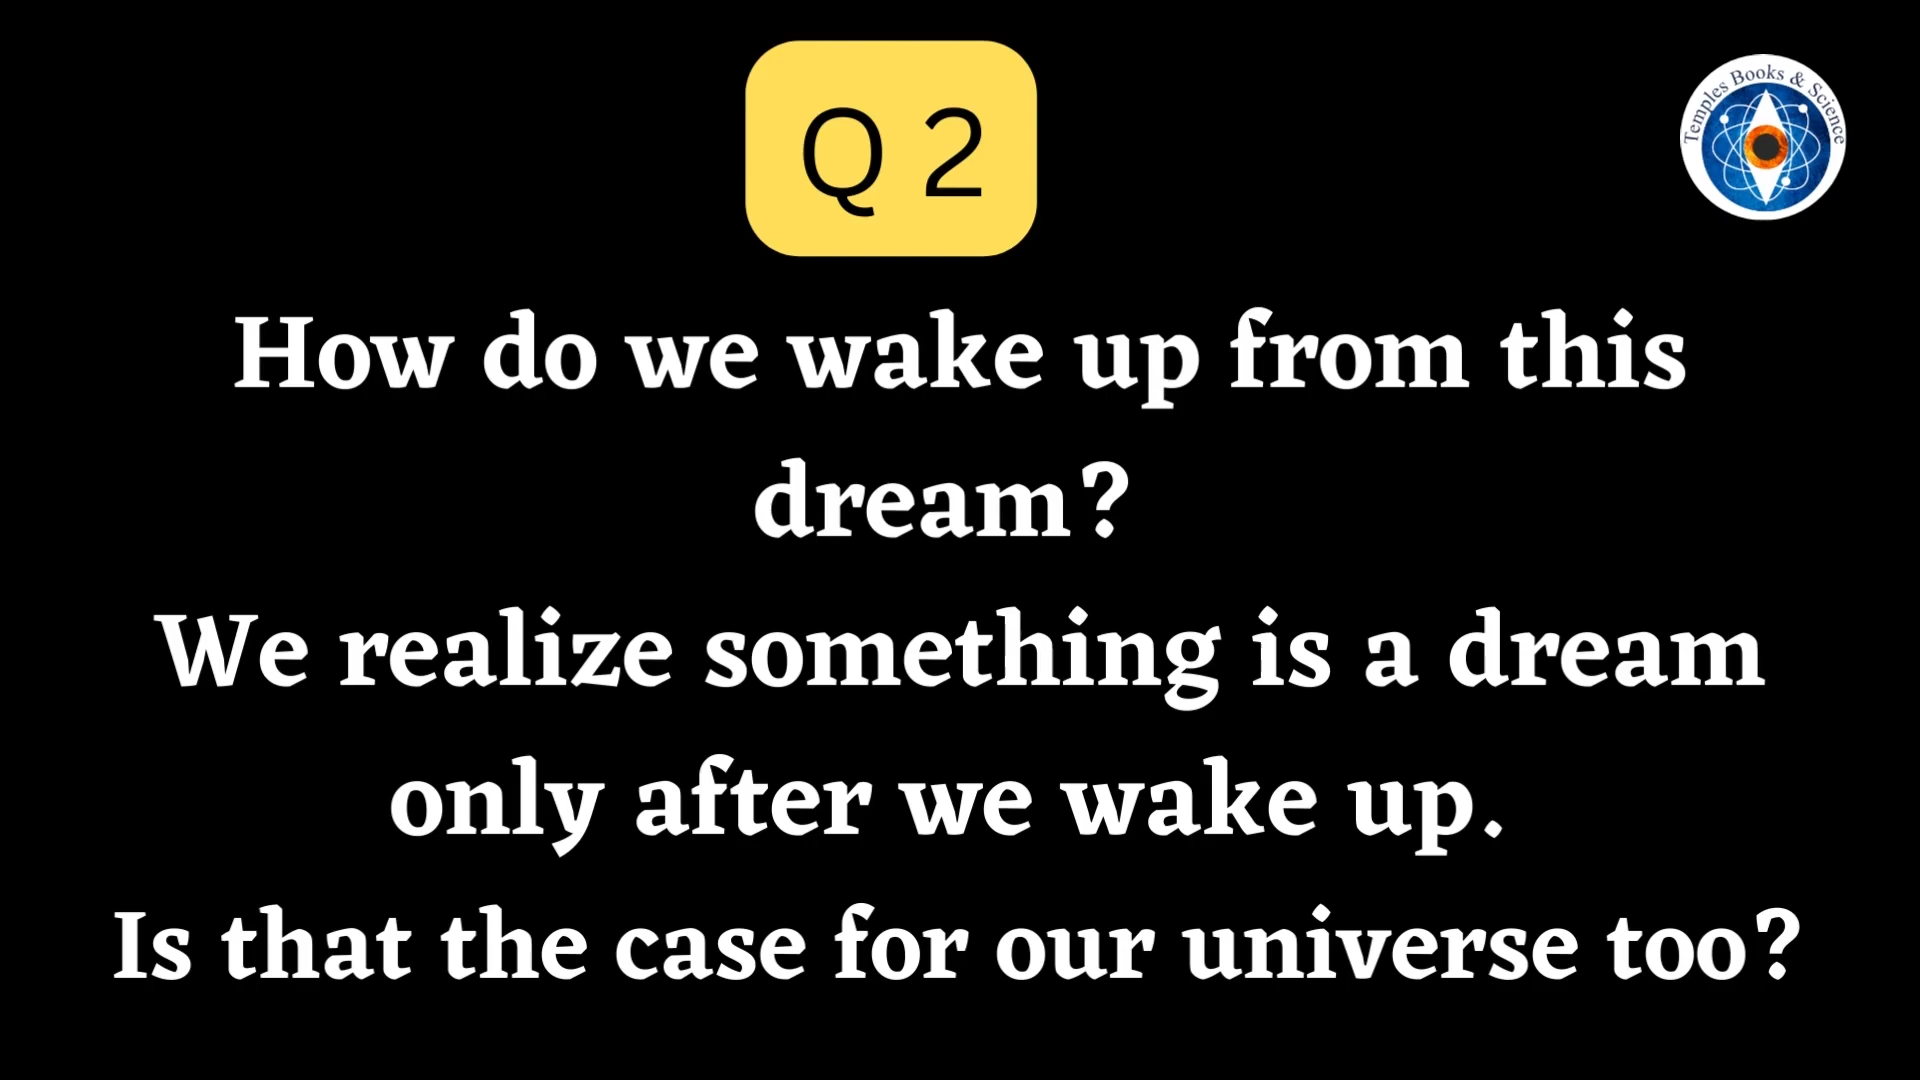 Q 2
Temples Books & Science
How do we wake up from this
dream?
We realize something is a dream
only after we wake up.
Is that the case for our universe too?